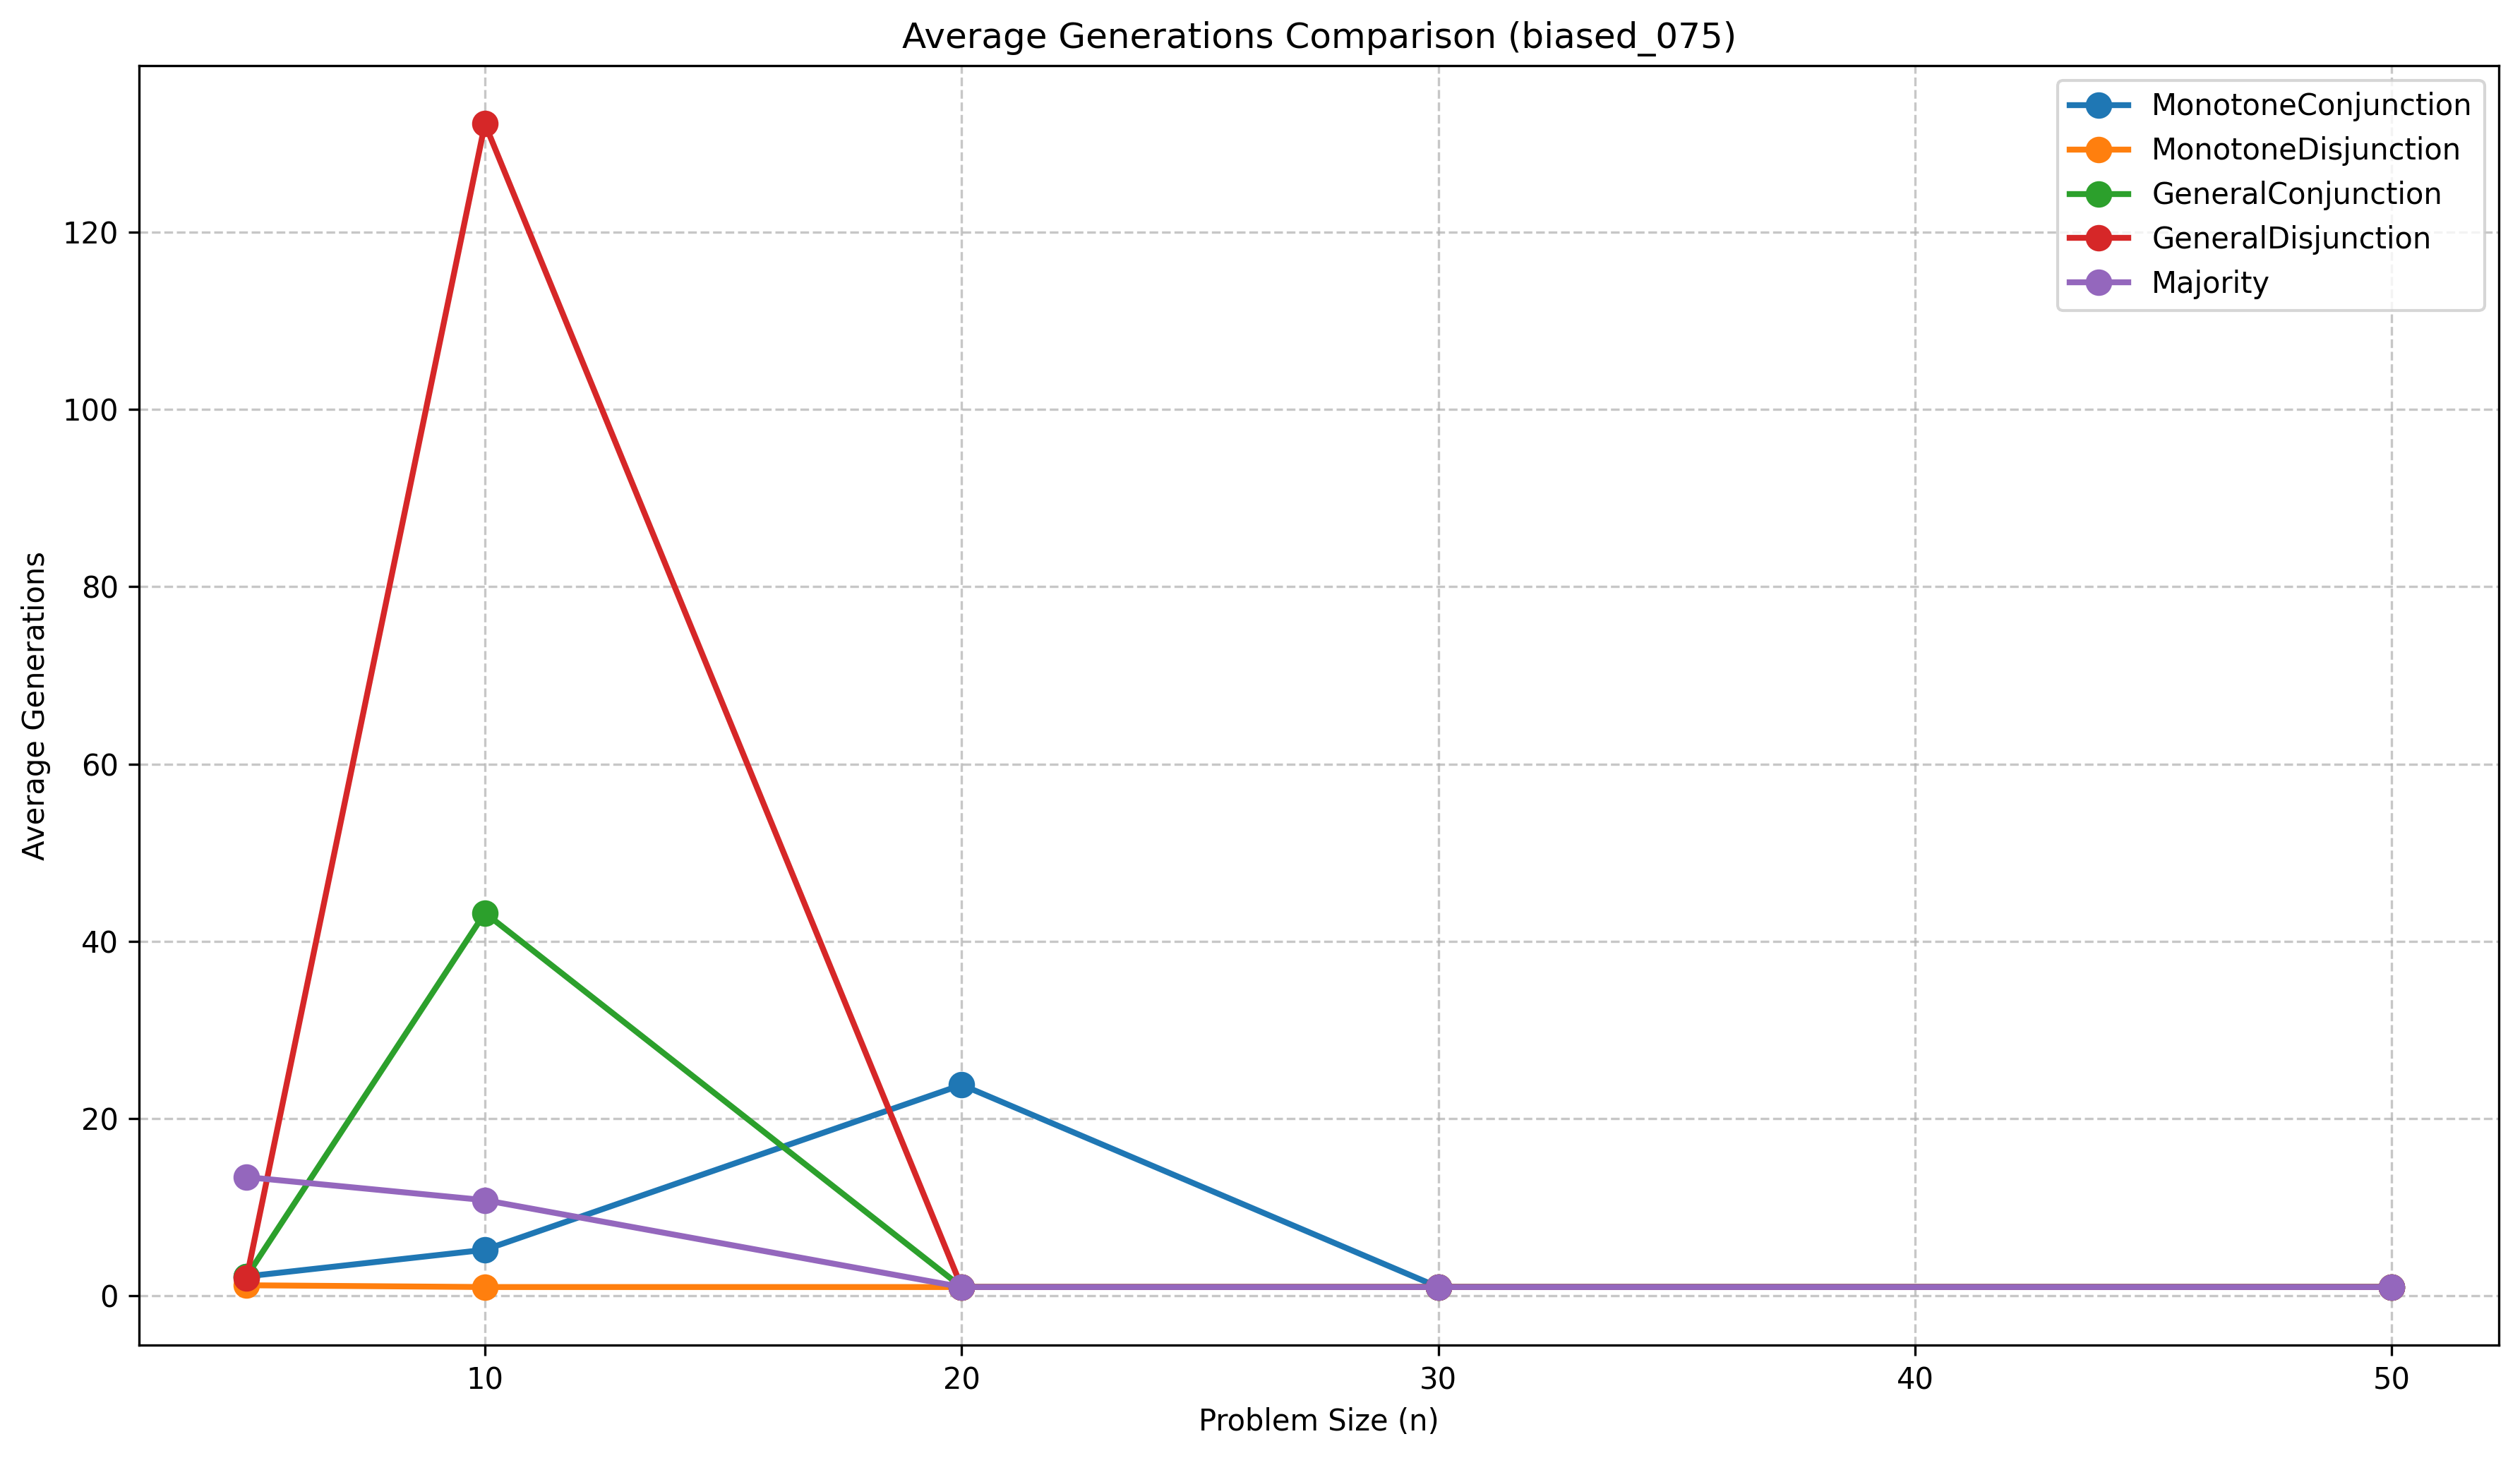 Average Generations Comparison (biased_075)
MonotoneConjunction
MonotoneDisjunction
GeneralConjunction
GeneralDisjunction
Majority
Average Generations
120
100
80
60
40
20
0
10 20 30 40 50
Problem Size (n)